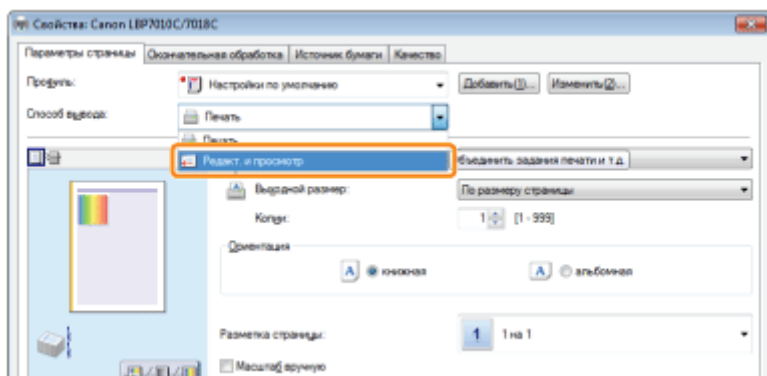 Свойства: Canon LBP7010C/7018C
Параметры страницы Окончательная обработка Источник бумаги Качество
Профиль: Настройки по умолчанию Добавить(1)... Изменить(2)...
Способ вывода: Печать
Печать
Редакт. и просмотр
бъединить задания печати и т.д.
Выходной размер: По размеру страницы
Копии: 1 [1 - 999]
Ориентация
A книжная A альбомная
Разметка страницы: 1 1 на 1
Масштаб вручную